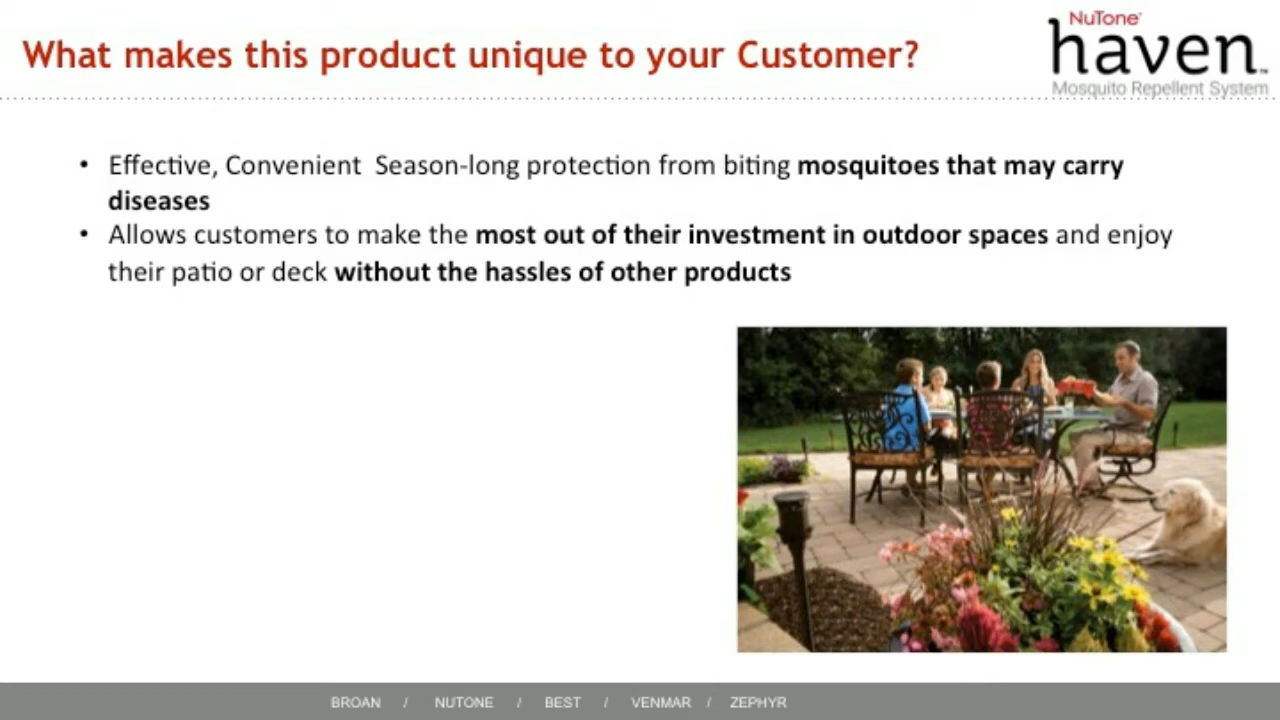 What makes this product unique to your Customer?
NuTone®
haven™
Mosquito Repellent System
• Effective, Convenient  Season-long protection from biting mosquitoes that may carry
diseases
• Allows customers to make the most out of their investment in outdoor spaces and enjoy
their patio or deck without the hassles of other products
BROAN / NUTONE / BEST / VENMAR / ZEPHYR